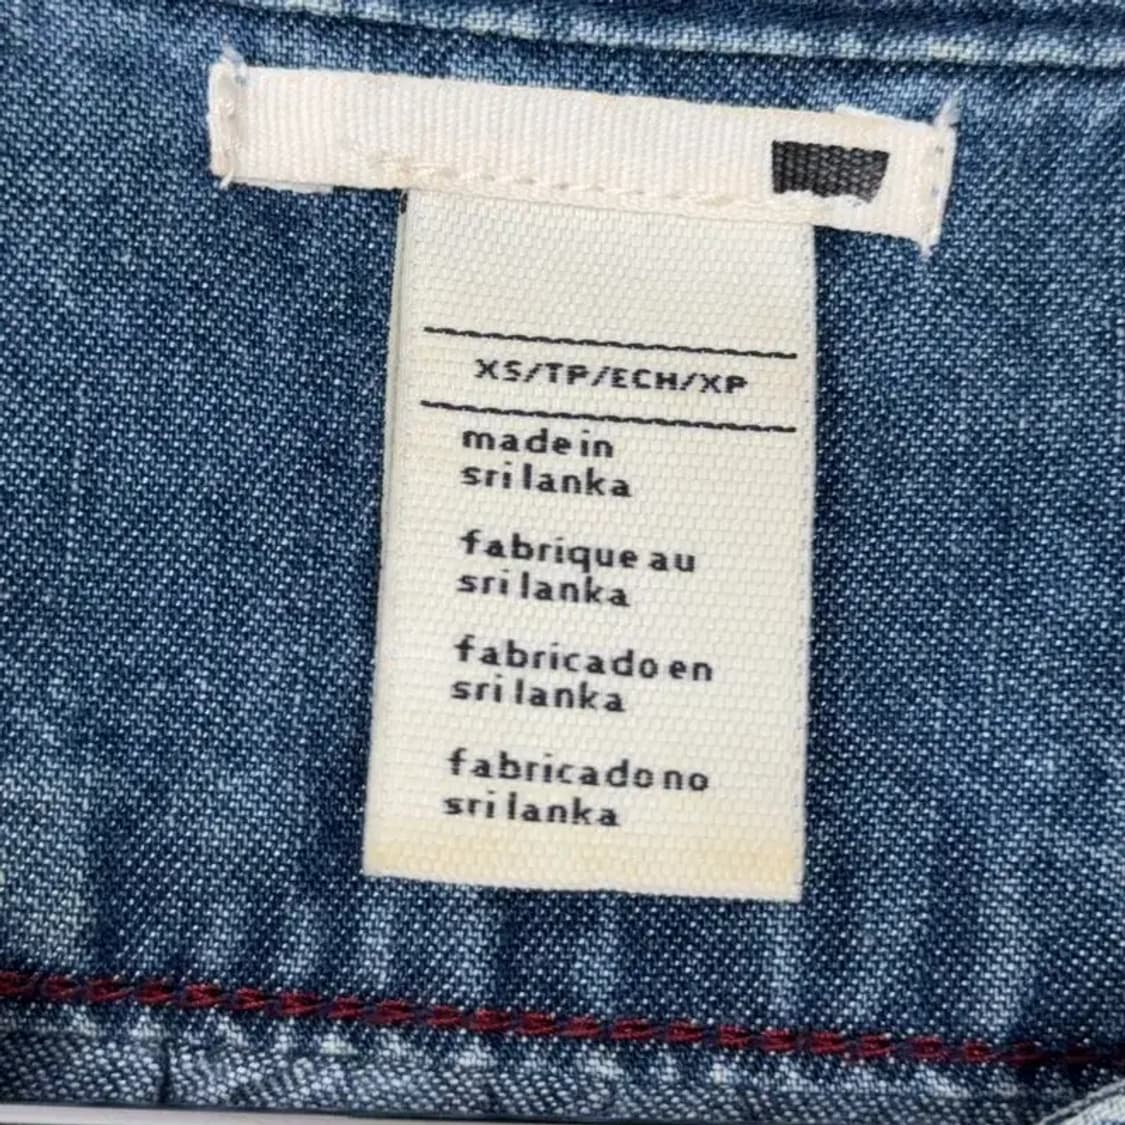 XS/TP/ECH/XP
made in
sri lanka
fabrique au
sri lanka
fabricado en
sri lanka
fabricado no
sri lanka